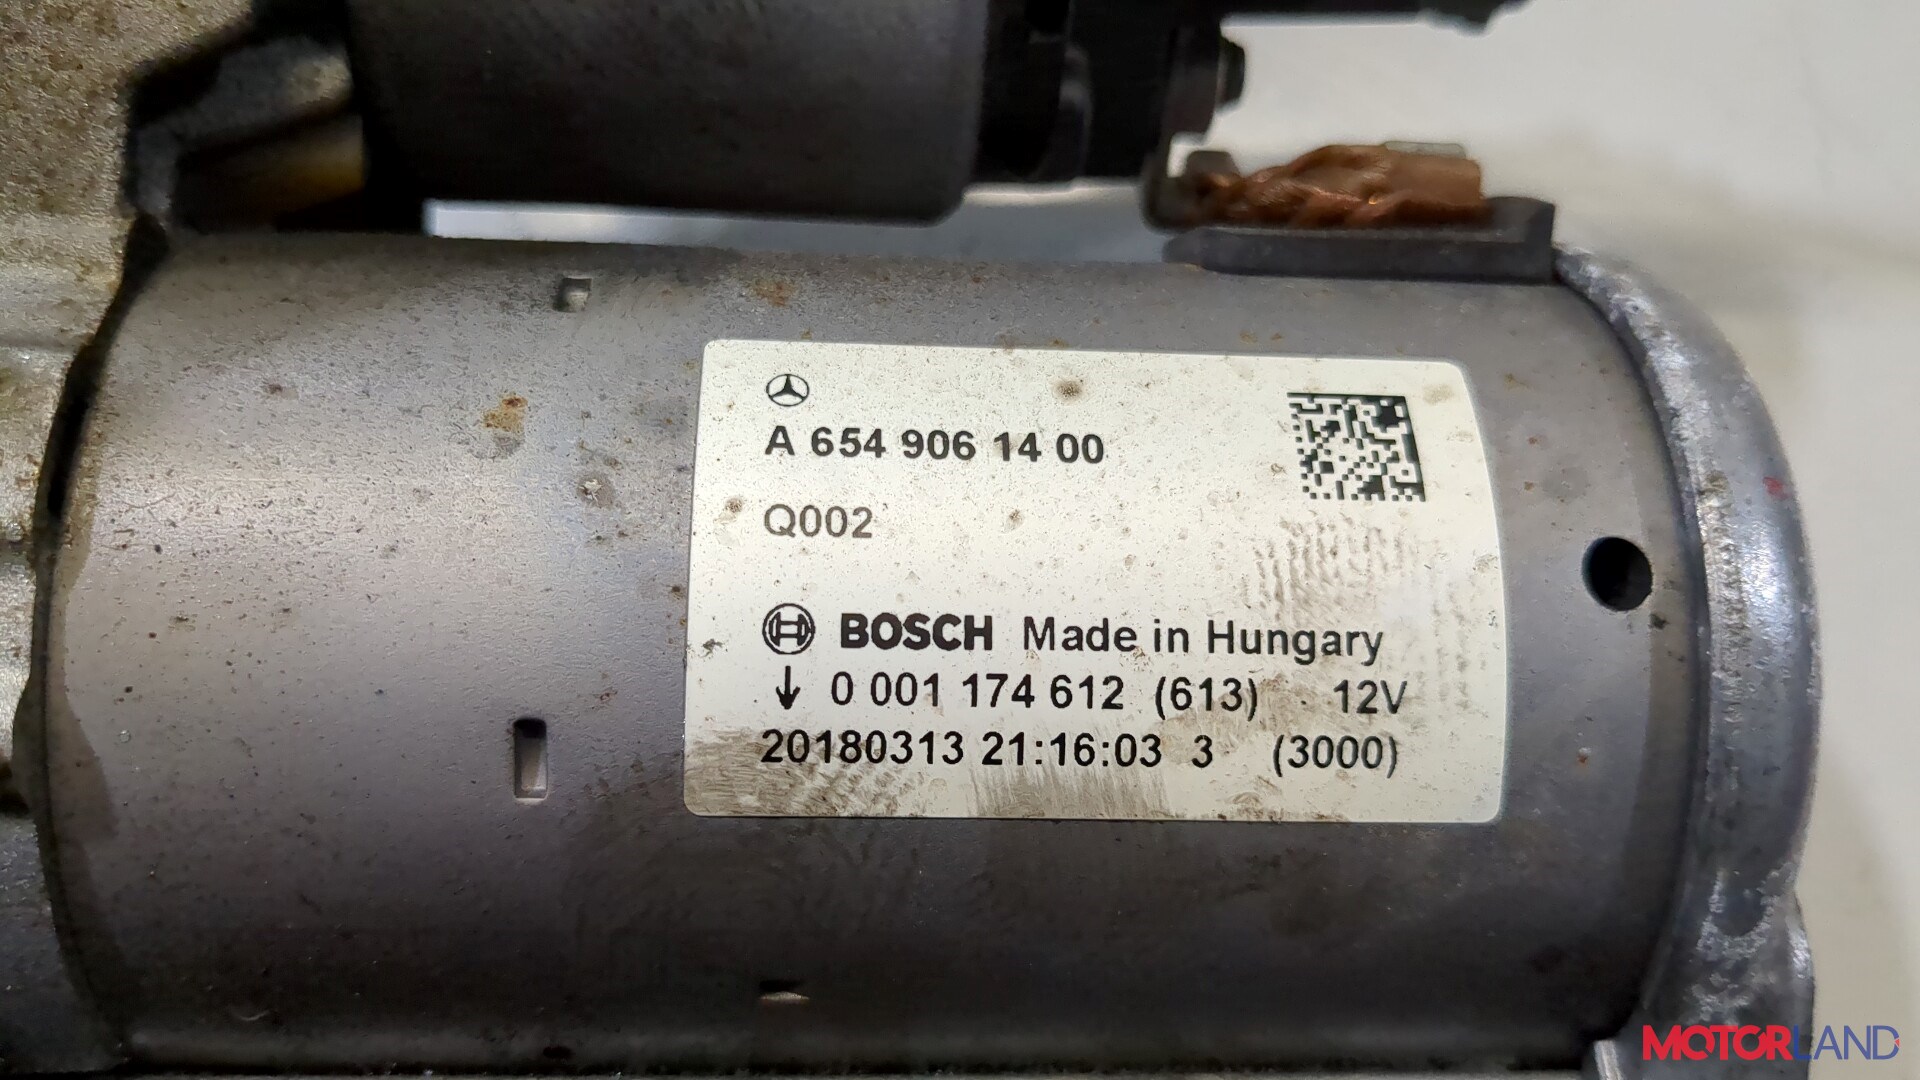 A 654 906 14 00
Q002
BOSCH Made in Hungary
↓ 0 001 174 612 (613) 12V
20180313 21:16:03 3 (3000)
MOTORLAND